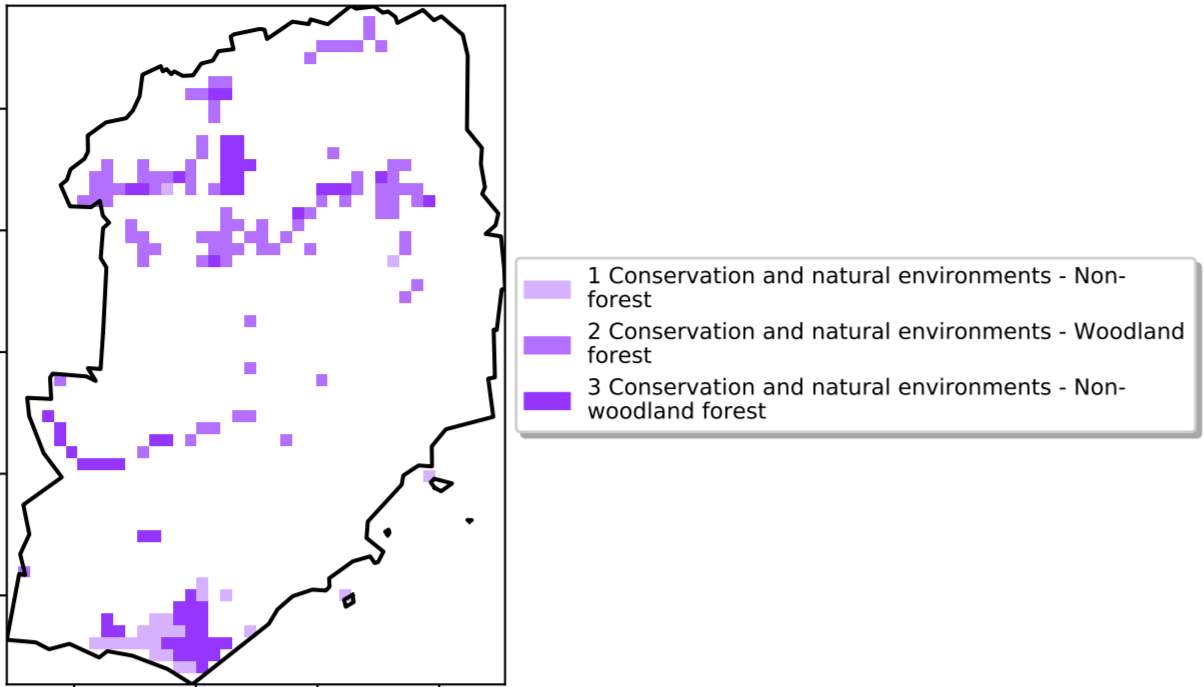 1 Conservation and natural environments - Non-
forest
2 Conservation and natural environments - Woodland
forest
3 Conservation and natural environments - Non-
woodland forest